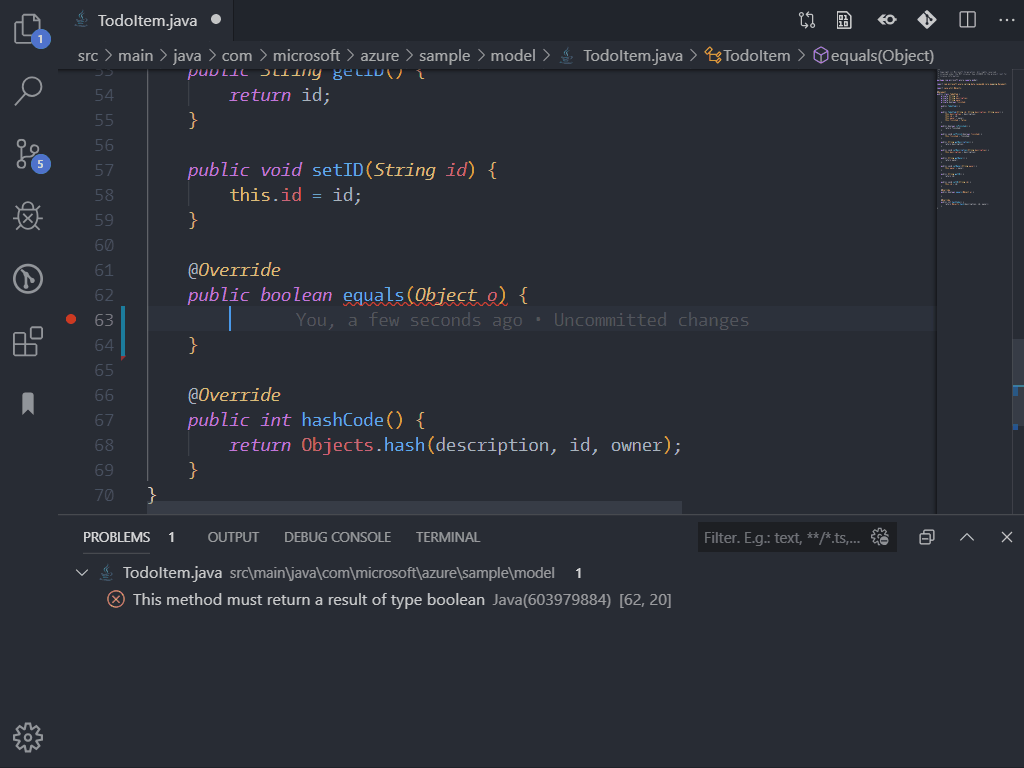 1
TodoItem.java
src > main > java > com > microsoft > azure > sample > model > TodoItem.java > TodoItem > equals(Object)
53 public String getID() {
54 return id;
55 }
56
57 public void setID(String id) {
58 this.id = id;
59 }
60
61 @Override
62 public boolean equals(Object o) {
63 You, a few seconds ago • Uncommitted changes
64 }
65
66 @Override
67 public int hashCode() {
68 return Objects.hash(description, id, owner);
69 }
70 }
5
PROBLEMS 1 OUTPUT DEBUG CONSOLE TERMINAL Filter. E.g.: text, **/*.ts,...
TodoItem.java src\main\java\com\microsoft\azure\sample\model 1
This method must return a result of type boolean Java(603979884) [62, 20]